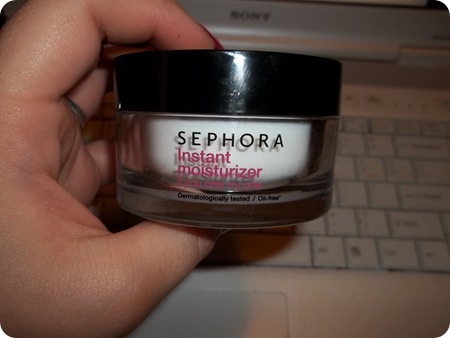 SONY
SEPHORA
Instant
moisturizer
Dermatologically tested / Oil-free*